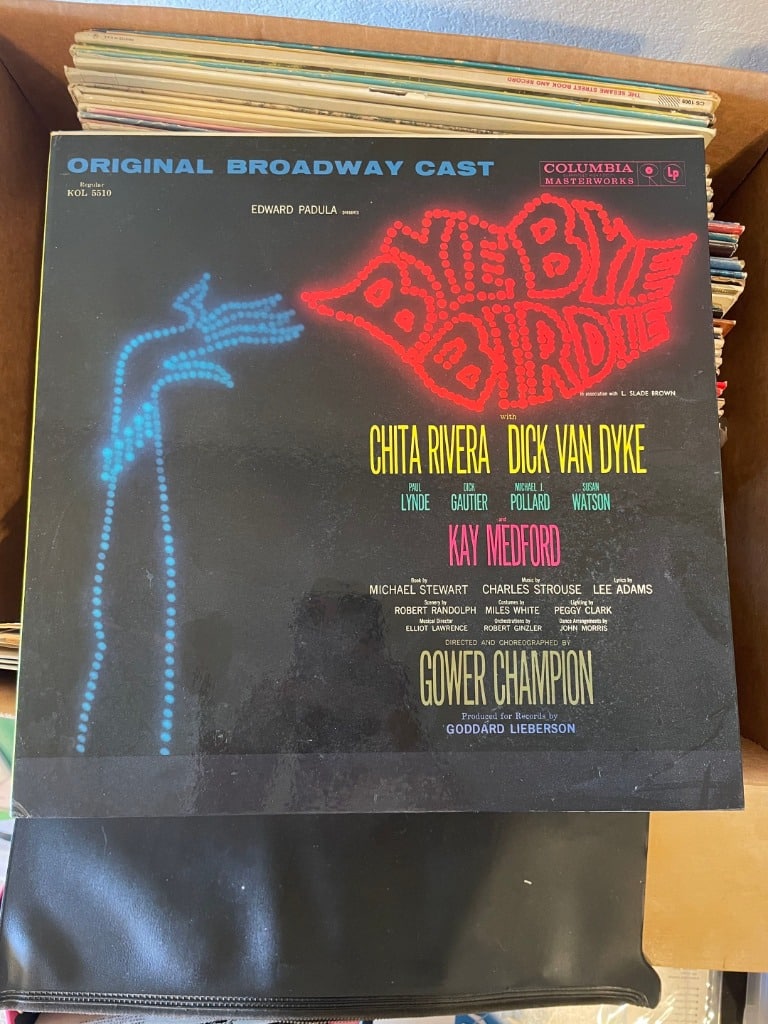 THE SESAME STREET BOOK AND RECORD
CS 1069
ORIGINAL BROADWAY CAST
COLUMBIA
MASTERWORKS
Lp
Regular
KOL 5510
EDWARD PADULA
BYE BYE
BIRDIE
in association with L. SLADE BROWN
with
CHITA RIVERA DICK VAN DYKE
PAUL LYNDE DICK GAUTIER MICHAEL J. POLLARD SUSAN WATSON
and
KAY MEDFORD
Book by Music by Lyrics by
MICHAEL STEWART CHARLES STROUSE LEE ADAMS
Scenery by Costumes by Lighting by
ROBERT RANDOLPH MILES WHITE PEGGY CLARK
Musical Director Orchestrations by Dance Arrangements by
ELLIOT LAWRENCE ROBERT GINZLER JOHN MORRIS
DIRECTED AND CHOREOGRAPHED BY
GOWER CHAMPION
Produced for Records by
GODDARD LIEBERSON